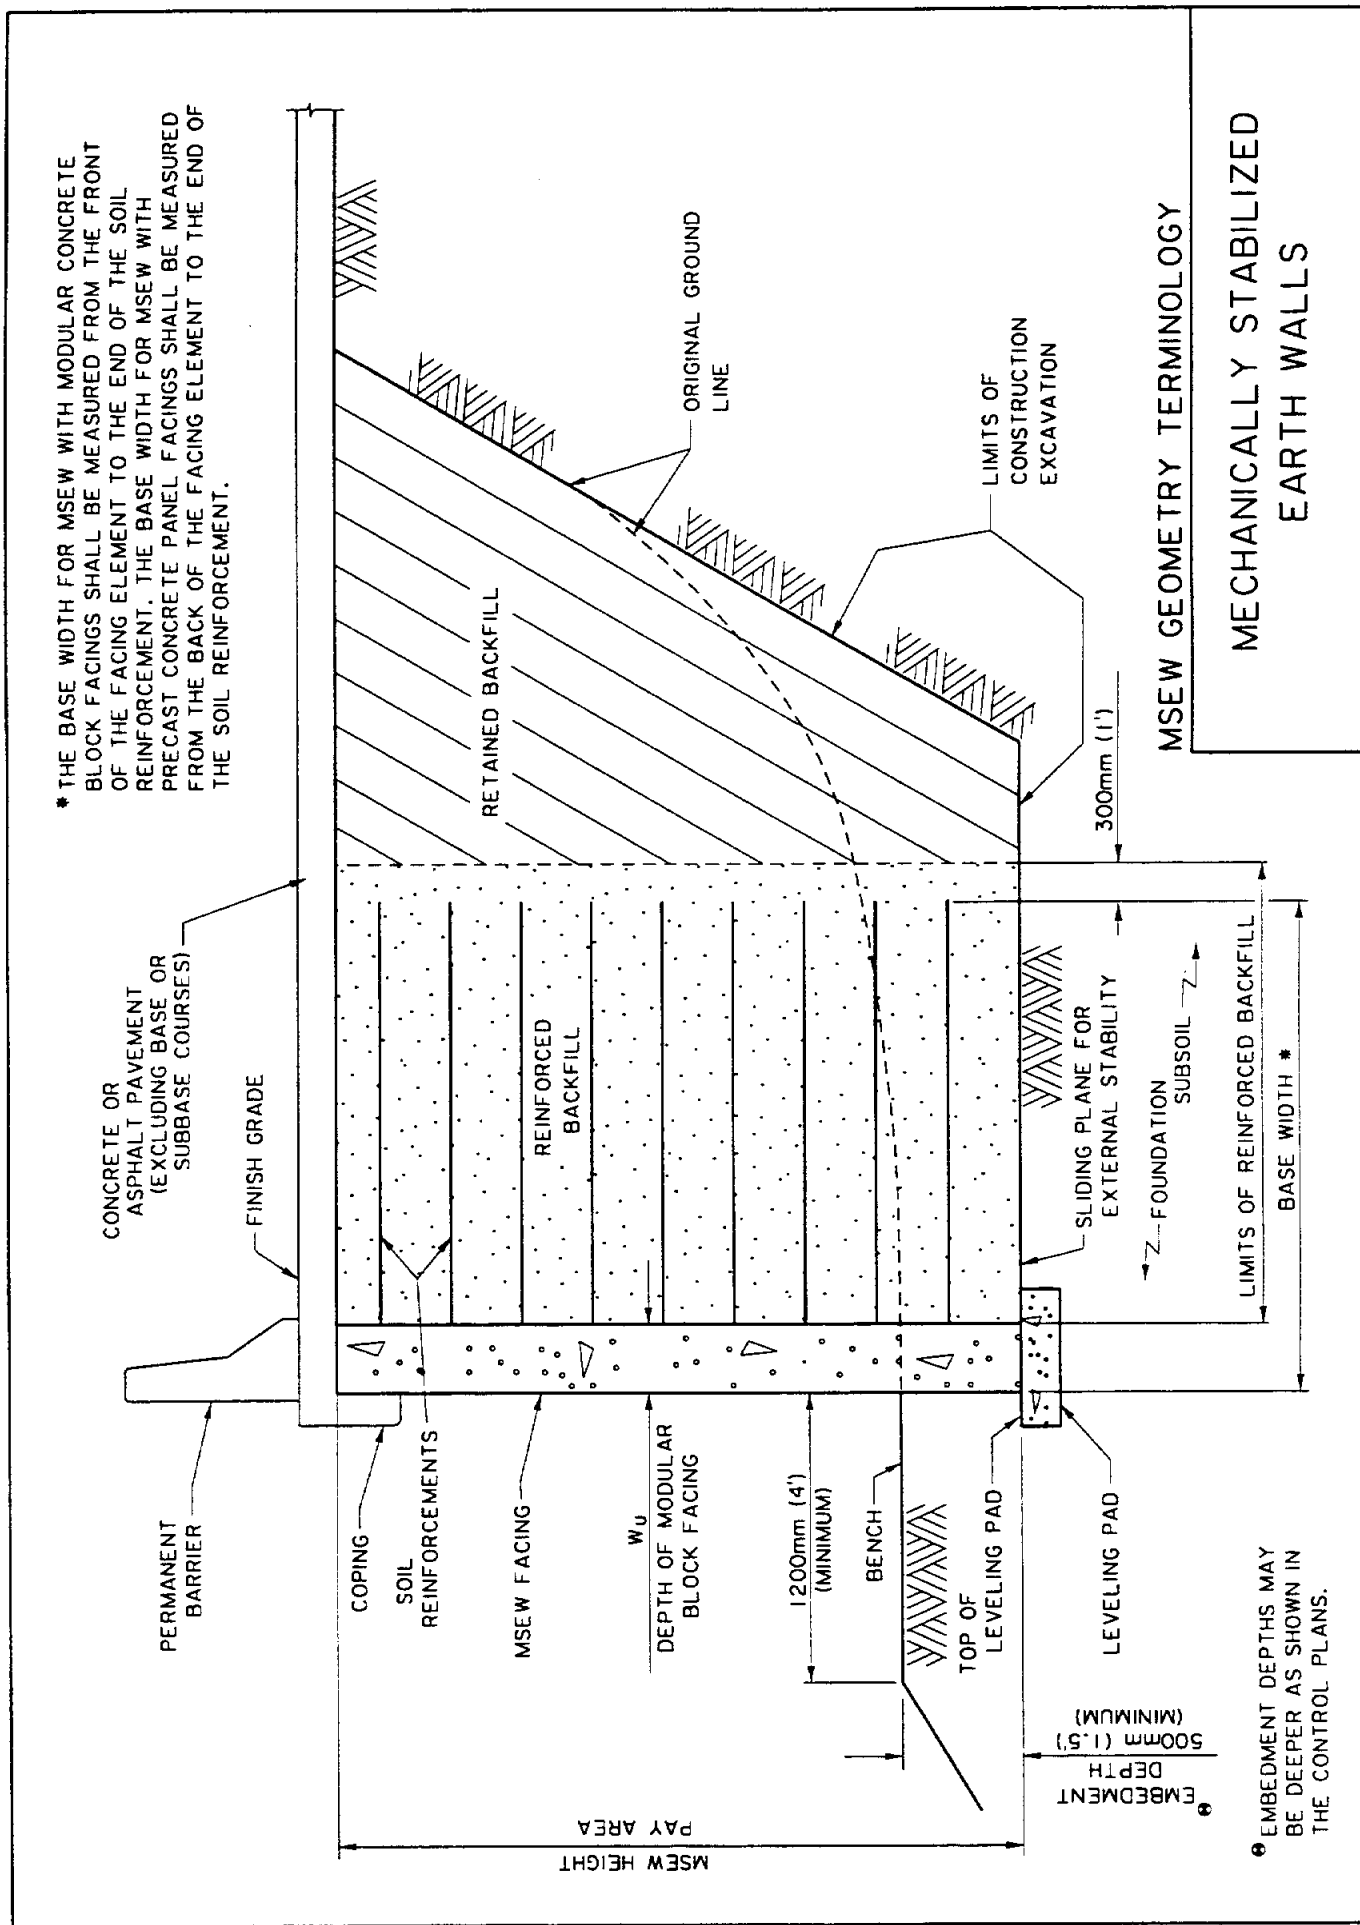 * THE BASE WIDTH FOR MSEW WITH MODULAR CONCRETE
BLOCK FACINGS SHALL BE MEASURED FROM THE FRONT
OF THE FACING ELEMENT TO THE END OF THE SOIL
REINFORCEMENT. THE BASE WIDTH FOR MSEW WITH
PRECAST CONCRETE PANEL FACINGS SHALL BE MEASURED
FROM THE BACK OF THE FACING ELEMENT TO THE END OF
THE SOIL REINFORCEMENT.
CONCRETE OR
ASPHALT PAVEMENT
(EXCLUDING BASE OR
SUBBASE COURSES)
FINISH GRADE
PERMANENT
BARRIER
COPING
SOIL
REINFORCEMENTS
MSEW FACING
Wu
DEPTH OF MODULAR
BLOCK FACING
1200mm (4')
(MINIMUM)
BENCH
TOP OF
LEVELING PAD
LEVELING PAD
REINFORCED
BACKFILL
RETAINED BACKFILL
ORIGINAL GROUND
LINE
LIMITS OF
CONSTRUCTION
EXCAVATION
SLIDING PLANE FOR
EXTERNAL STABILITY
FOUNDATION
SUBSOIL
300mm (1')
LIMITS OF REINFORCED BACKFILL
BASE WIDTH *
MSEW HEIGHT
PAY AREA
EMBEDMENT
DEPTH
500mm (1.5')
(MINIMUM)
EMBEDMENT DEPTHS MAY
BE DEEPER AS SHOWN IN
THE CONTROL PLANS.
MSEW GEOMETRY TERMINOLOGY
MECHANICALLY STABILIZED
EARTH WALLS